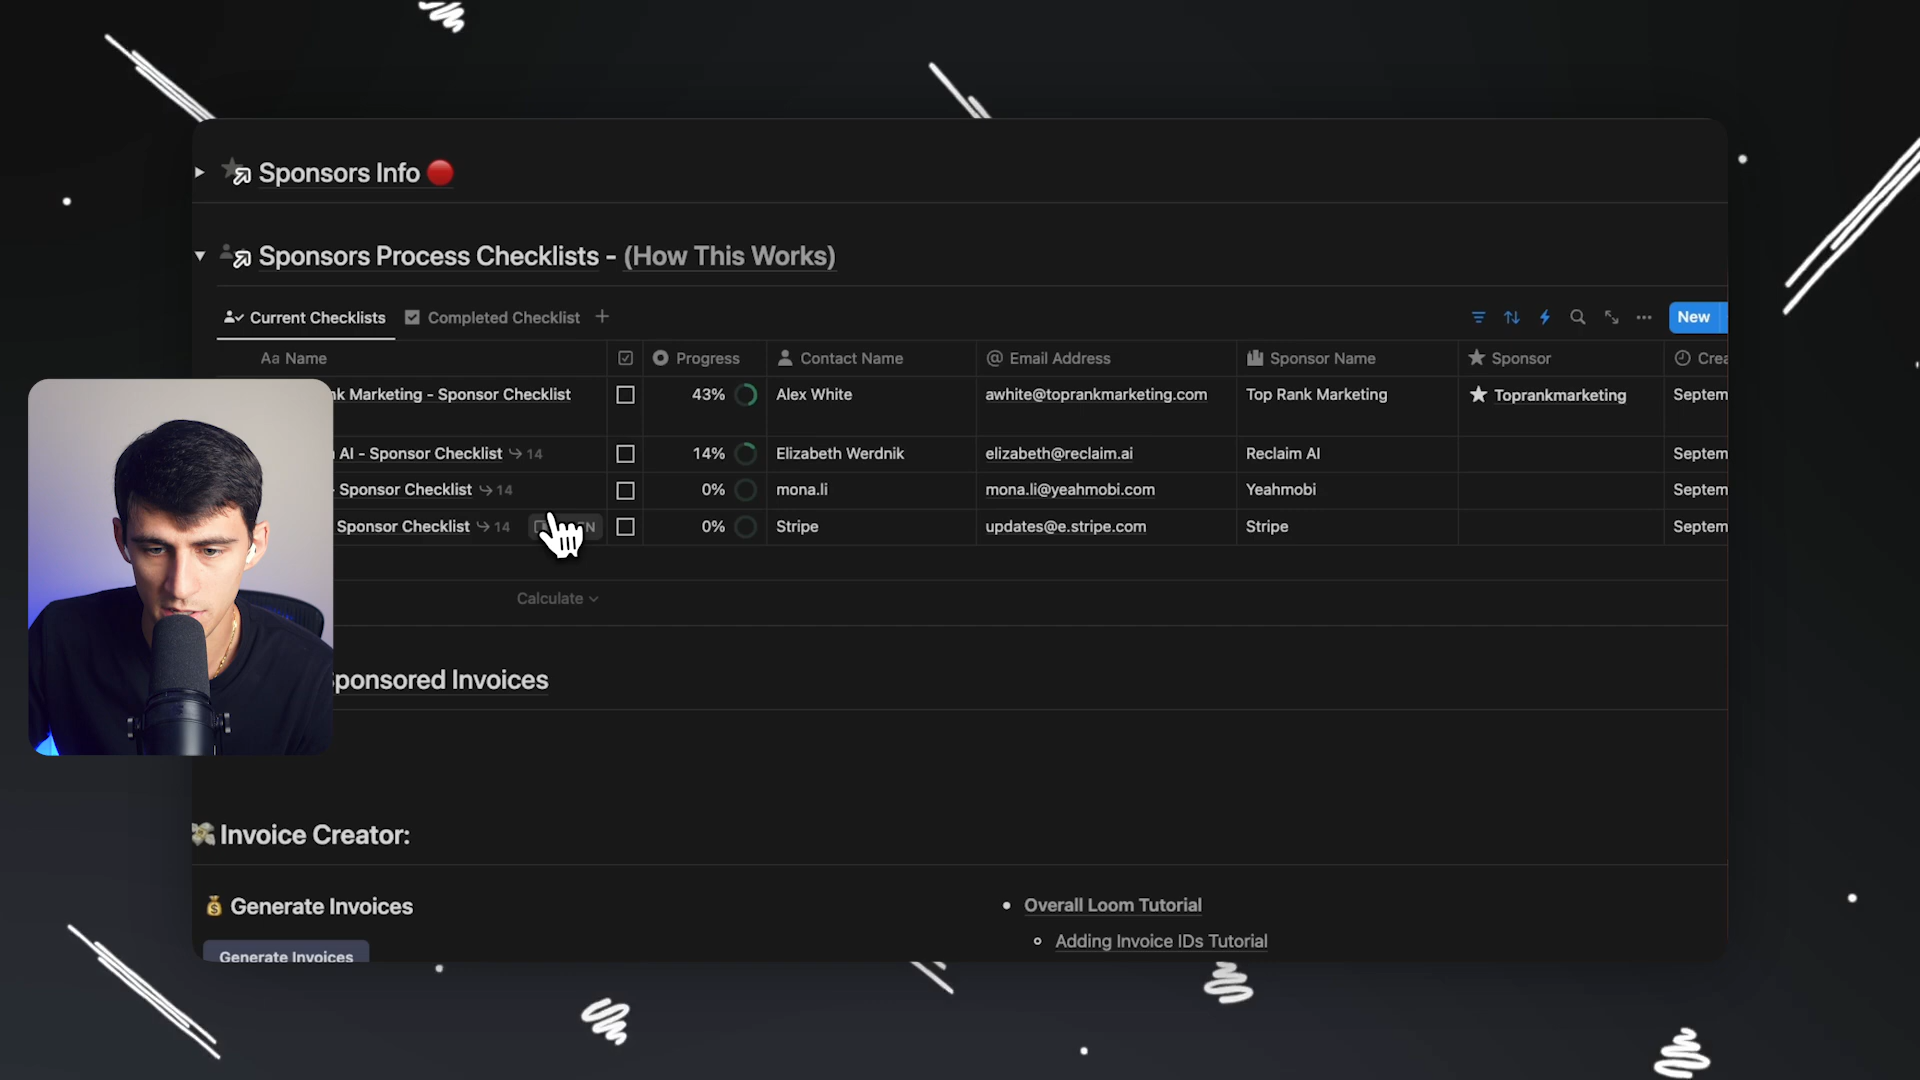 Sponsors Info
Sponsors Process Checklists - (How This Works)
Current Checklists Completed Checklist +
New
Aa Name Progress Contact Name @ Email Address Sponsor Name Sponsor Crea
nk Marketing - Sponsor Checklist 43% Alex White awhite@toprankmarketing.com Top Rank Marketing Toprankmarketing Septem
AI - Sponsor Checklist 14 14% Elizabeth Werdnik elizabeth@reclaim.ai Reclaim AI Septem
- Sponsor Checklist 14 0% mona.li mona.li@yeahmobi.com Yeahmobi Septem
Sponsor Checklist 14 0% Stripe updates@e.stripe.com Stripe Septem
Calculate
ponsored Invoices
Invoice Creator:
Generate Invoices
• Overall Loom Tutorial
Generate Invoices
◦ Adding Invoice IDs Tutorial